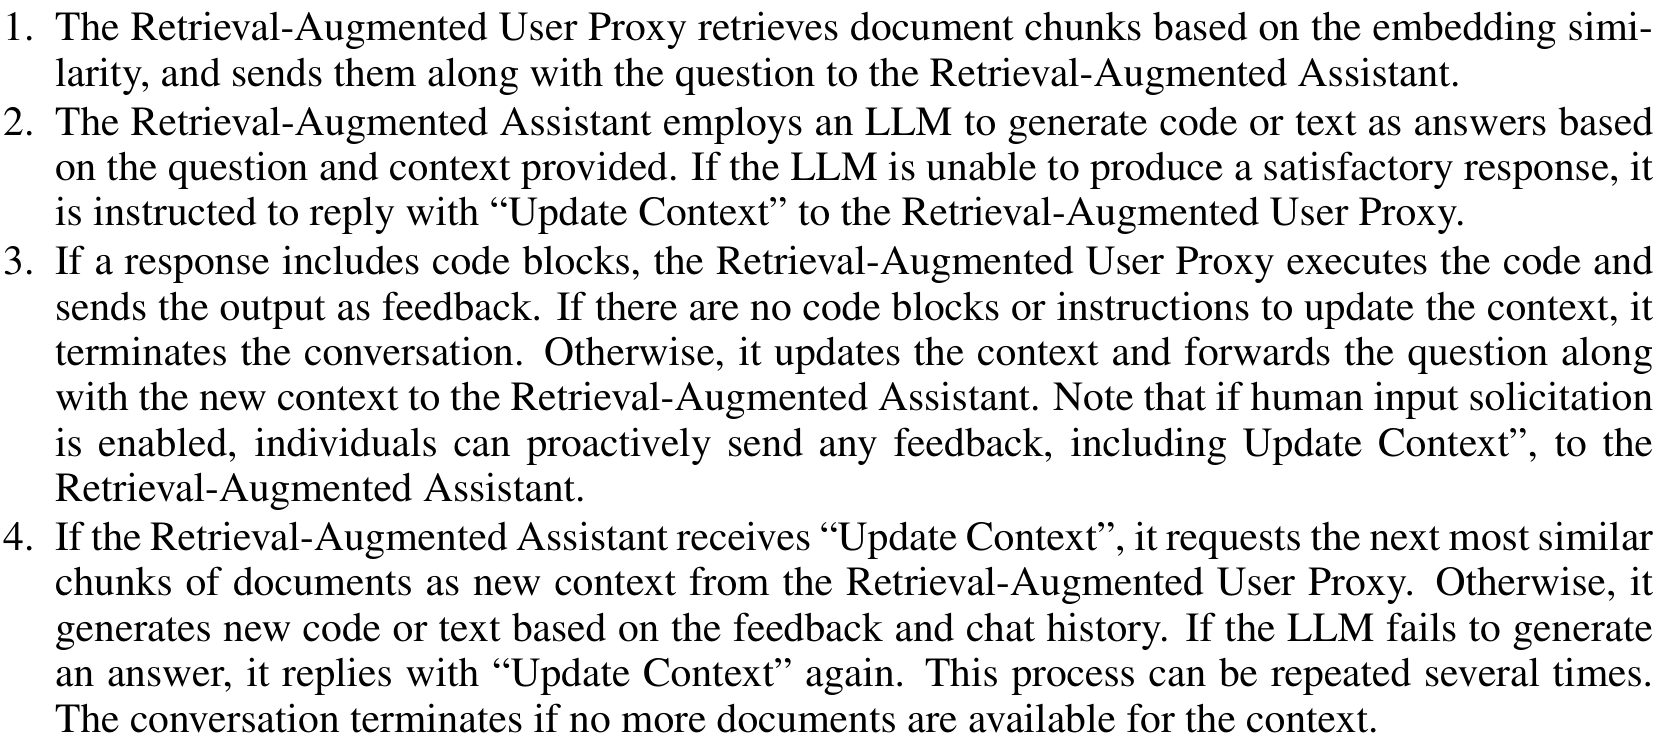 1. The Retrieval-Augmented User Proxy retrieves document chunks based on the embedding simi-
larity, and sends them along with the question to the Retrieval-Augmented Assistant.
2. The Retrieval-Augmented Assistant employs an LLM to generate code or text as answers based
on the question and context provided. If the LLM is unable to produce a satisfactory response, it
is instructed to reply with “Update Context” to the Retrieval-Augmented User Proxy.
3. If a response includes code blocks, the Retrieval-Augmented User Proxy executes the code and
sends the output as feedback. If there are no code blocks or instructions to update the context, it
terminates the conversation. Otherwise, it updates the context and forwards the question along
with the new context to the Retrieval-Augmented Assistant. Note that if human input solicitation
is enabled, individuals can proactively send any feedback, including Update Context”, to the
Retrieval-Augmented Assistant.
4. If the Retrieval-Augmented Assistant receives “Update Context”, it requests the next most similar
chunks of documents as new context from the Retrieval-Augmented User Proxy. Otherwise, it
generates new code or text based on the feedback and chat history. If the LLM fails to generate
an answer, it replies with “Update Context” again. This process can be repeated several times.
The conversation terminates if no more documents are available for the context.